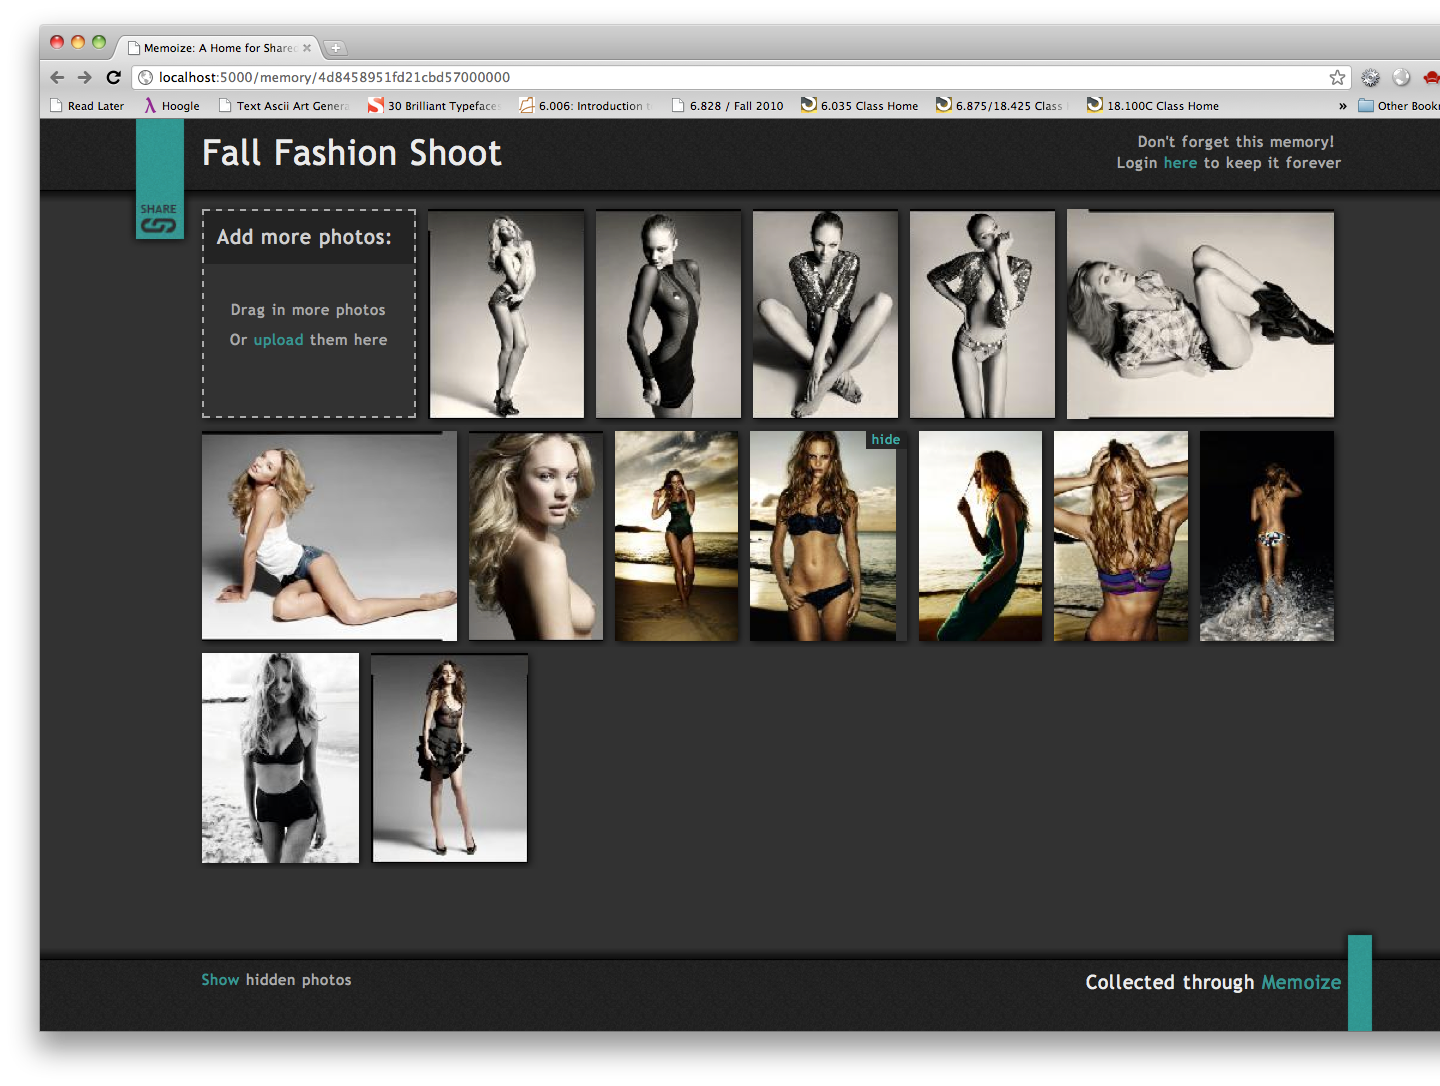 Memoize: A Home for Shared
localhost:5000/memory/4d8458951fd21cbd57000000
Read Later
Hoogle
Text Ascii Art Genera
30 Brilliant Typefaces
6.006: Introduction t
6.828 / Fall 2010
6.035 Class Home
6.875/18.425 Class
18.100C Class Home
»
Other Bookr
Fall Fashion Shoot
Don't forget this memory!
Login here to keep it forever
SHARE
Add more photos:
Drag in more photos
Or upload them here
hide
Show hidden photos
Collected through Memoize